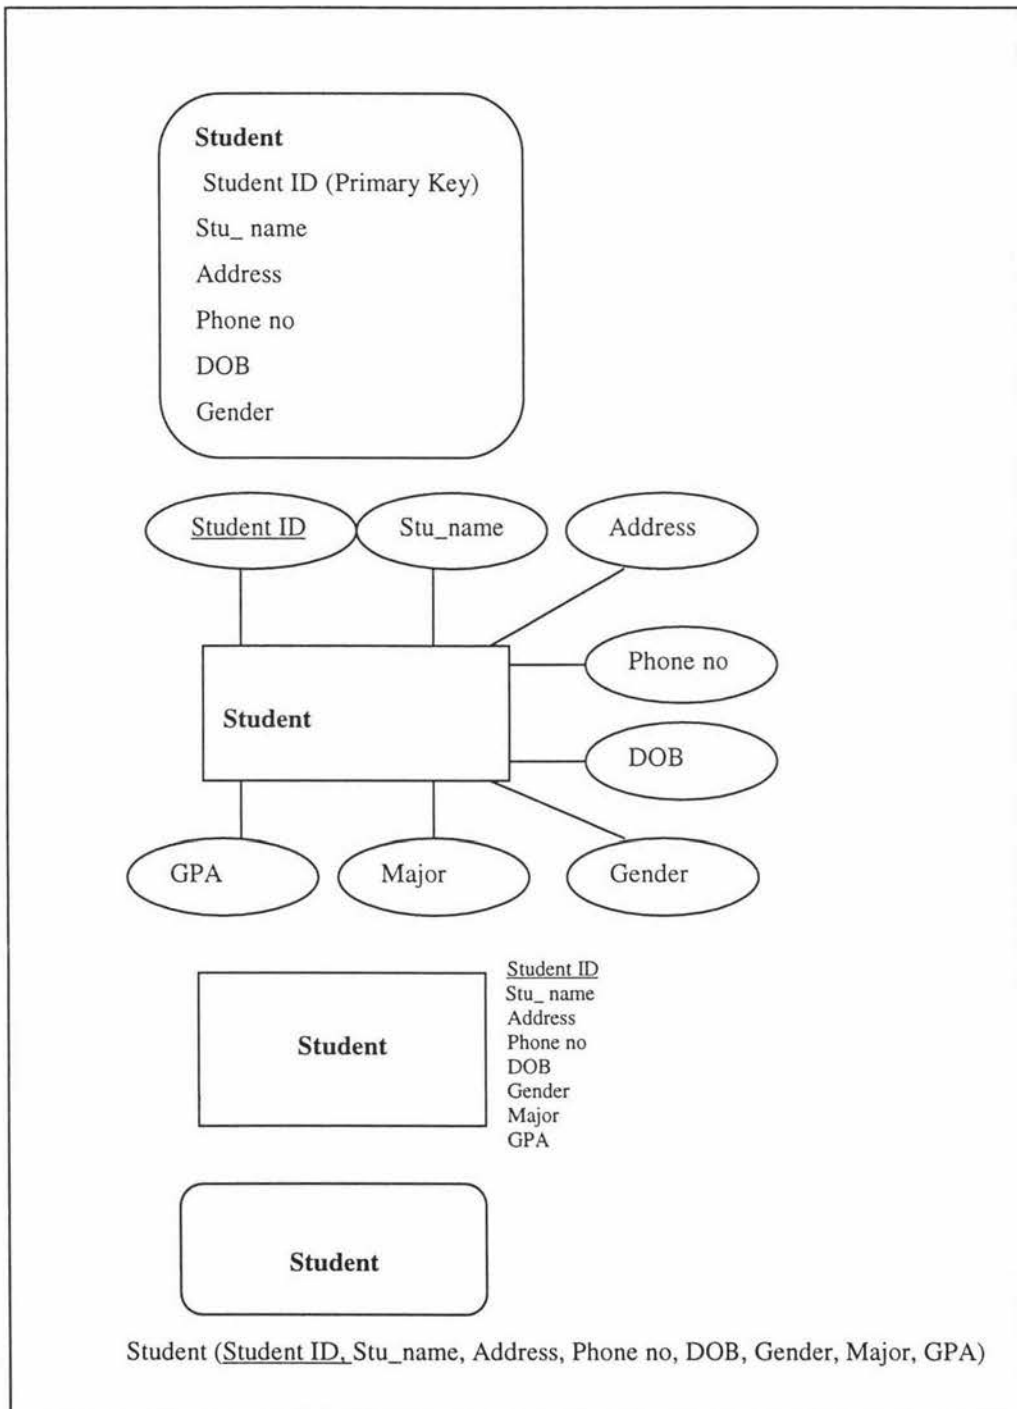 Student
Student ID (Primary Key)
Stu_ name
Address
Phone no
DOB
Gender
Student ID
Stu_name
Address
Phone no
Student
DOB
GPA
Major
Gender
Student ID
Stu_ name
Address
Phone no
Student
DOB
Gender
Major
GPA
Student
Student (Student ID, Stu_name, Address, Phone no, DOB, Gender, Major, GPA)